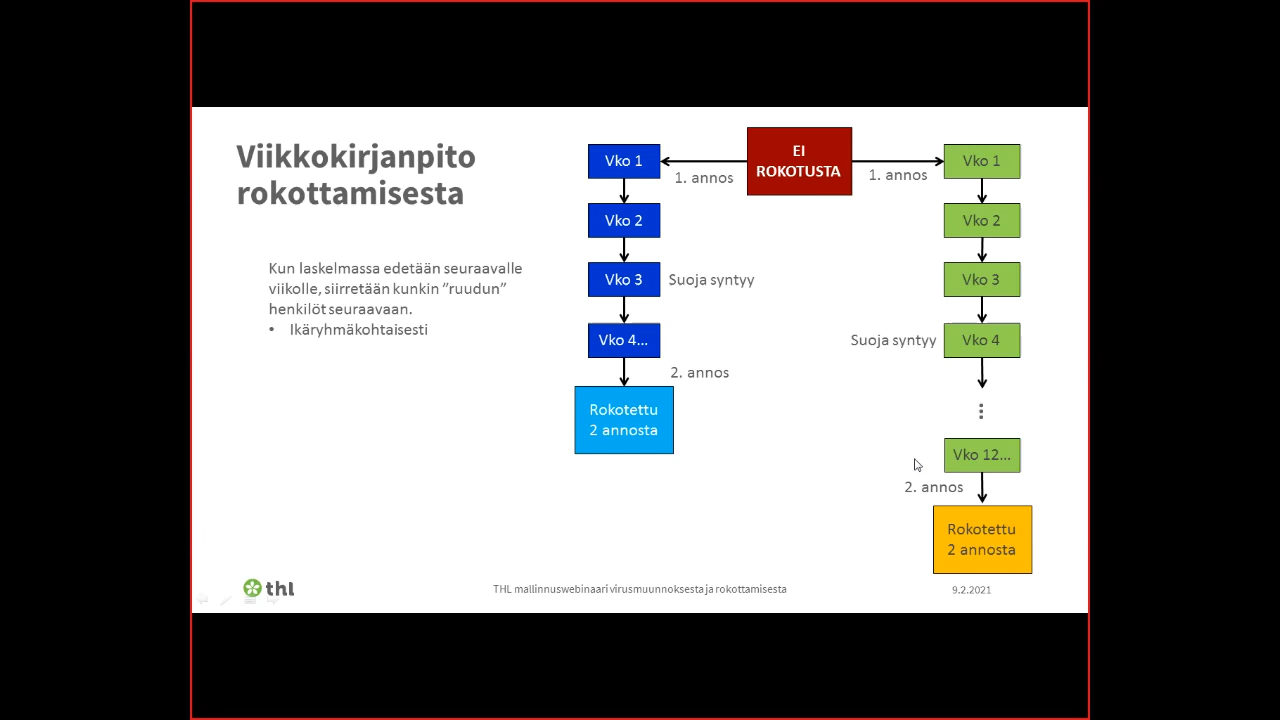 Viikkokirjanpito
rokottamisesta
Kun laskelmassa edetään seuraavalle
viikolle, siirretään kunkin ”ruudun”
henkilöt seuraavaan.
• Ikäryhmäkohtaisesti
EI
ROKOTUSTA
1. annos
1. annos
Vko 1
Vko 2
Vko 3
Suoja syntyy
Vko 4...
2. annos
Rokotettu
2 annosta
Vko 1
Vko 2
Vko 3
Suoja syntyy
Vko 4
Vko 12...
2. annos
Rokotettu
2 annosta
thl
THL mallinnuswebinaari virusmuunnoksesta ja rokottamisesta
9.2.2021